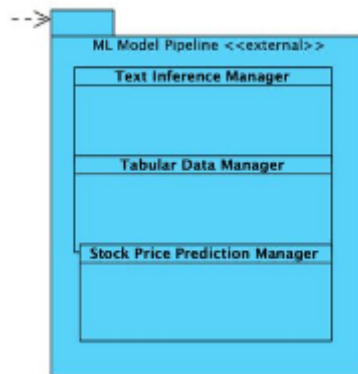 ML Model Pipeline <<external>>
Text Inference Manager
Tabular Data Manager
Stock Price Prediction Manager